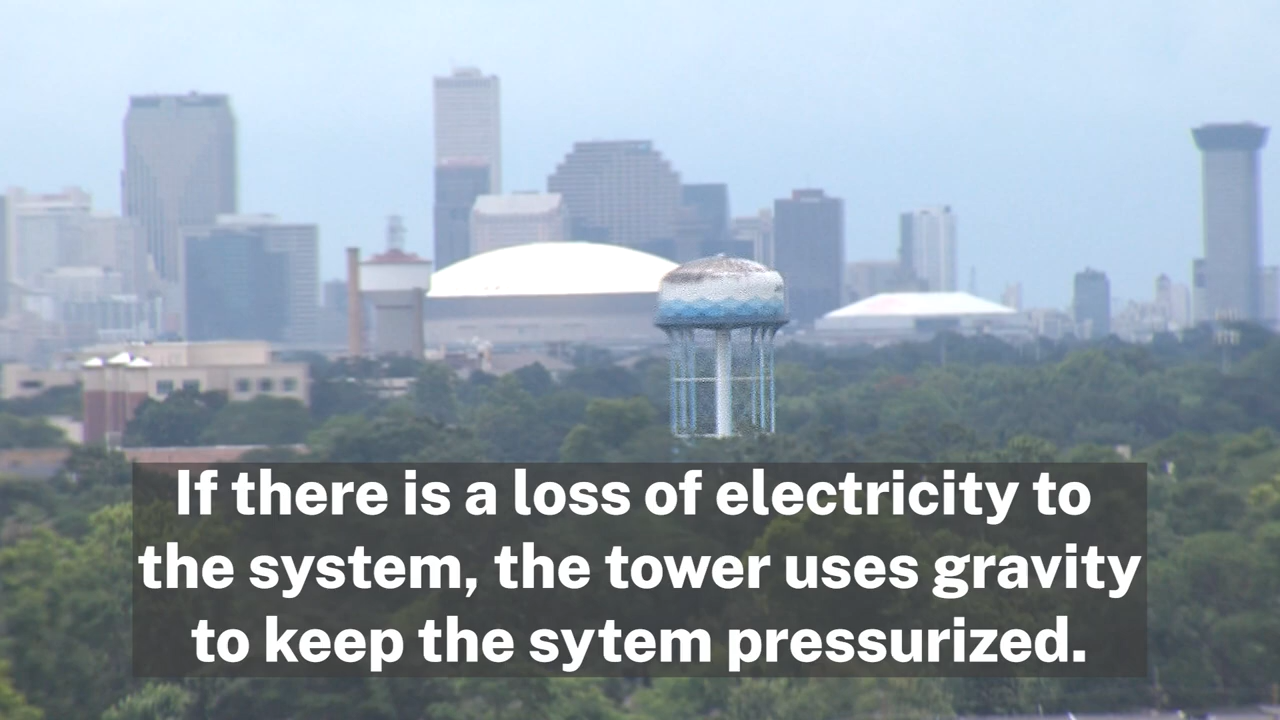 If there is a loss of electricity to
the system, the tower uses gravity
to keep the sytem pressurized.